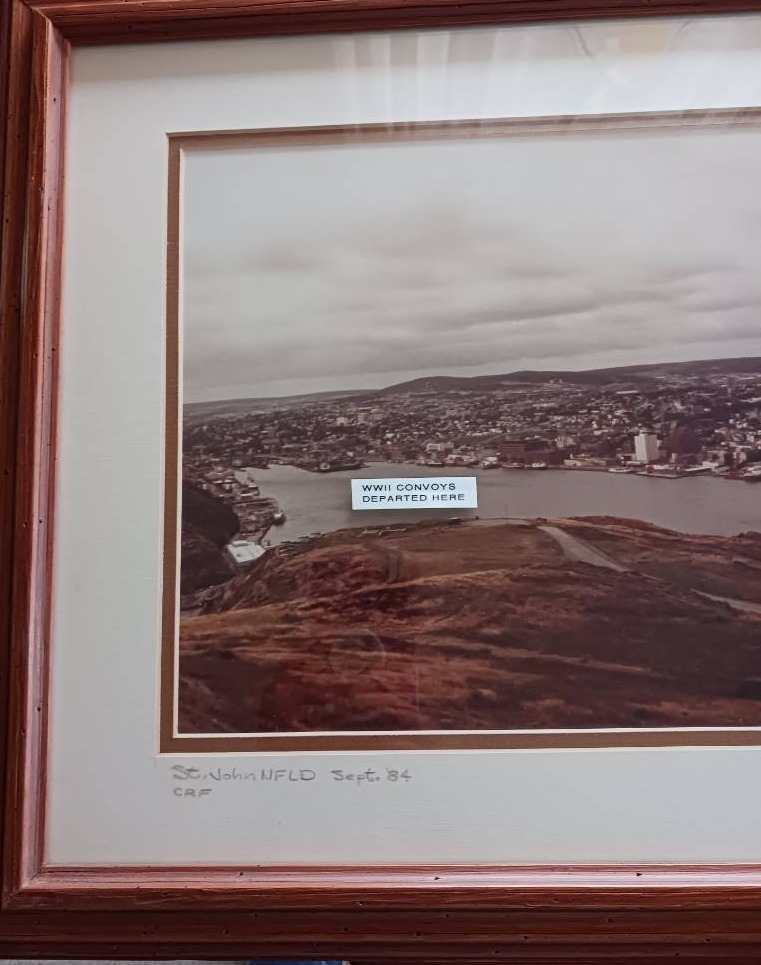 WWII CONVOYS
DEPARTED HERE
St. John NFLD Sept. '84
CRF